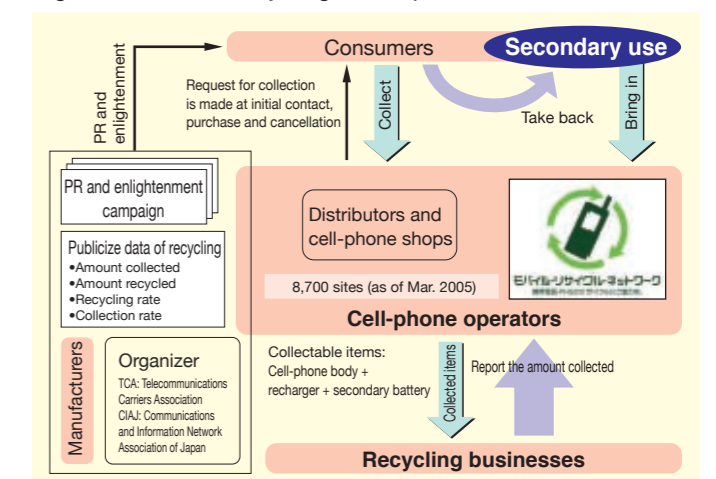 Consumers
Secondary use
PR and
enlightenment
Request for collection
is made at initial contact,
purchase and cancellation
Collect
Take back
Bring in
PR and enlightenment
campaign
Publicize data of recycling
•Amount collected
•Amount recycled
•Recycling rate
•Collection rate
Distributors and
cell-phone shops
8,700 sites (as of Mar. 2005)
モバイル・リサイクル・ネットワーク
Cell-phone operators
Manufacturers
Organizer
TCA: Telecommunications
Carriers Association
CIAJ: Communications
and Information Network
Association of Japan
Collectable items:
Cell-phone body +
recharger + secondary battery
Collected items
Report the amount collected
Recycling businesses